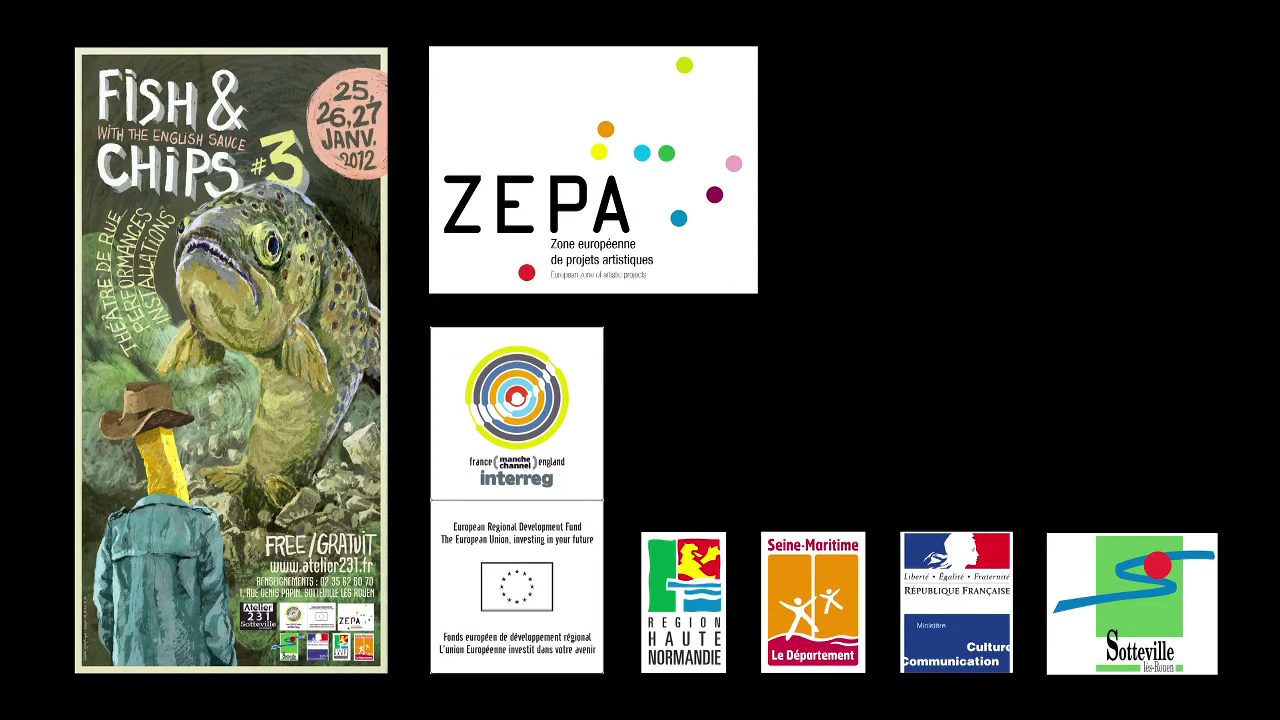 FiSH &
WITH THE ENGLISH SAUCE
CHiPS #3
25,
26,27
JANV.
2012
THÉÂTRE DE RUE
PERFORMANCES
INSTALLATIONS
FREE/GRATUIT
www.atelier231.fr
RENSEIGNEMENTS : 02 35 62 60 70
1, RUE DENIS PAPIN, SOTTEVILLE LÈS ROUEN
Atelier
231
Sotteville
ZEPA
ZEPA
Zone européenne
de projets artistiques
European zone of artistic projects
france (manche channel) england
interreg
European Regional Development Fund
The European Union, investing in your future
Fonds européen de développement régional
L'union Européenne investit dans votre avenir
REGION
HAUTE
NORMANDIE
Seine-Maritime
Le Département
Liberté • Égalité • Fraternité
RÉPUBLIQUE FRANÇAISE
Ministère
Culture
Communication
Sotteville
lès-Rouen